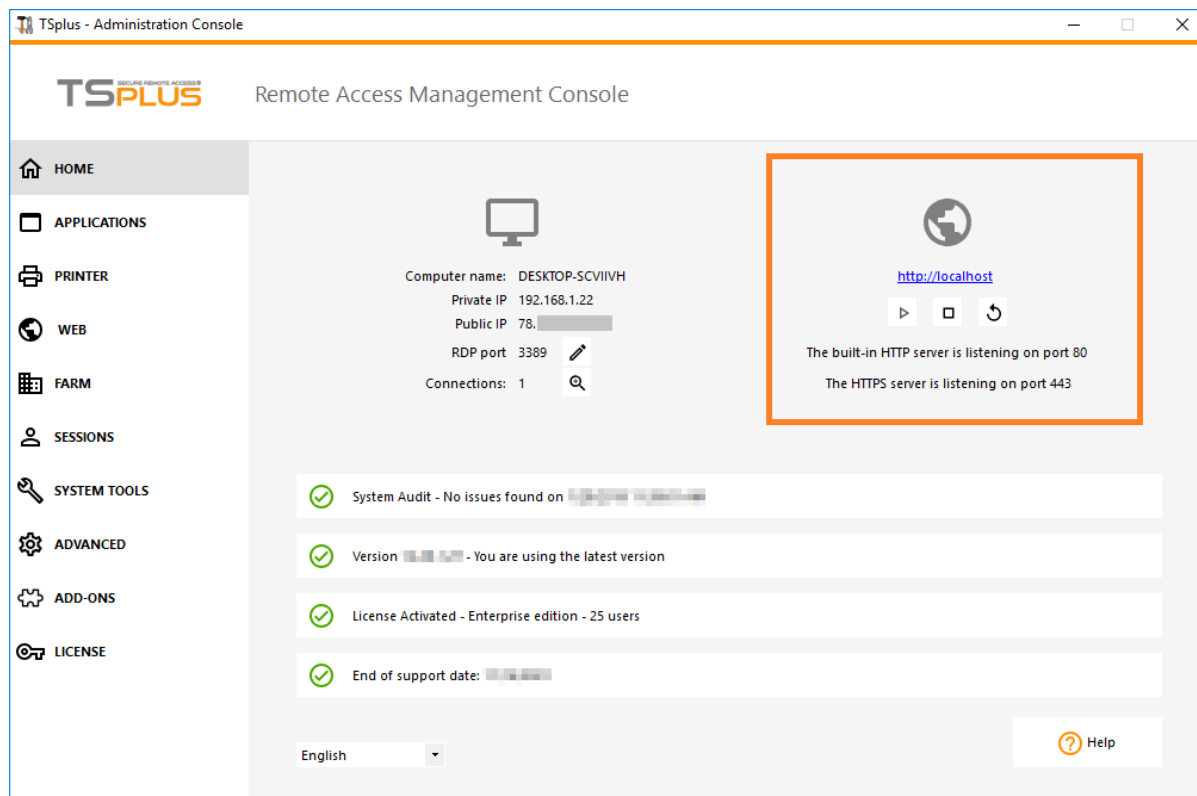 TSplus - Administration Console
TSPLUS SECURE REMOTE ACCESS®
Remote Access Management Console
HOME
APPLICATIONS
PRINTER
WEB
FARM
SESSIONS
SYSTEM TOOLS
ADVANCED
ADD-ONS
LICENSE
Computer name: DESKTOP-SCVIIVH
Private IP 192.168.1.22
Public IP 78.
RDP port 3389
Connections: 1
http://localhost
The built-in HTTP server is listening on port 80
The HTTPS server is listening on port 443
System Audit - No issues found on
Version - You are using the latest version
License Activated - Enterprise edition - 25 users
End of support date:
English
Help